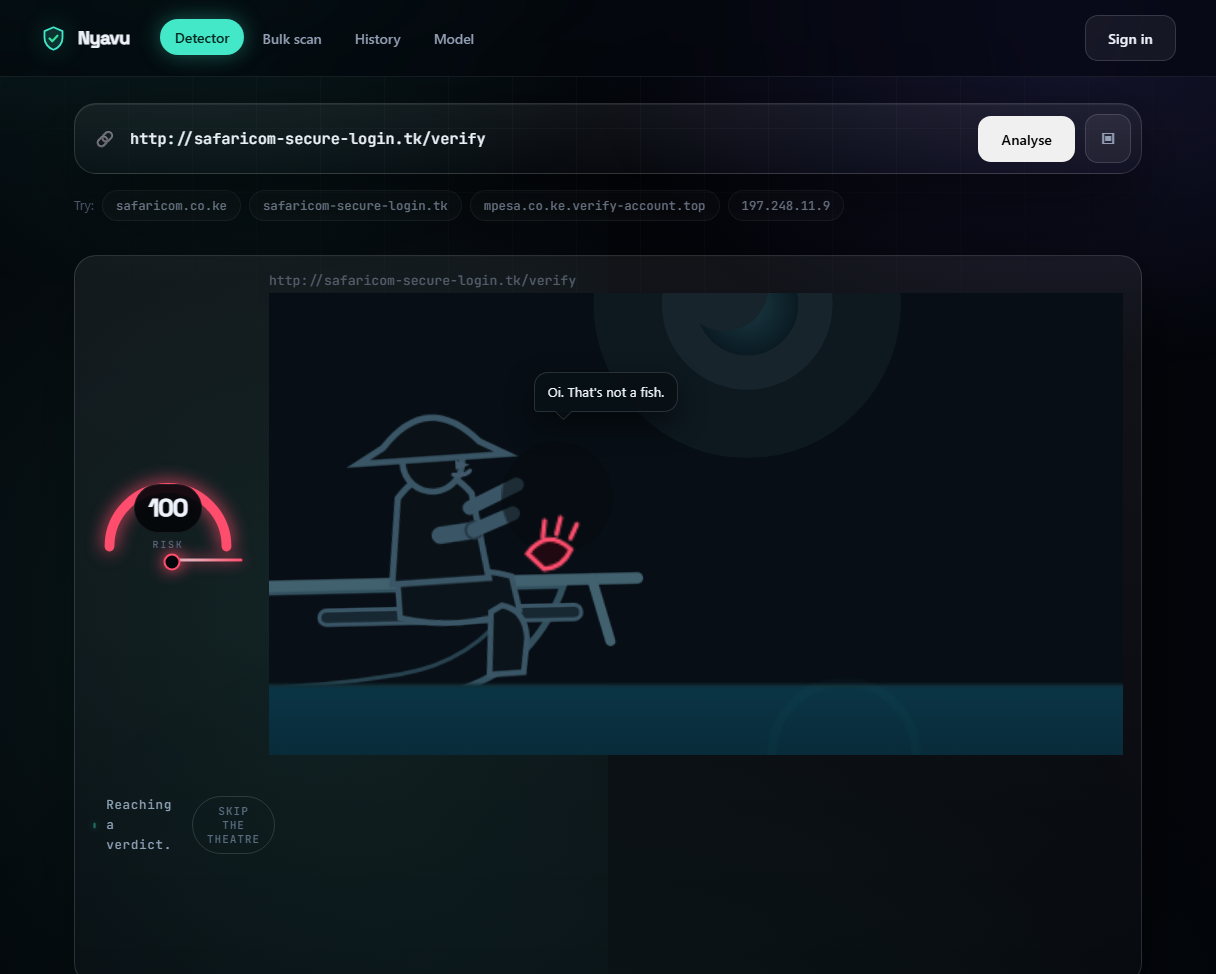 Nyavu
Detector
Bulk scan
History
Model
Sign in
http://safaricom-secure-login.tk/verify
Analyse
Try:
safaricom.co.ke
safaricom-secure-login.tk
mpesa.co.ke.verify-account.top
197.248.11.9
http://safaricom-secure-login.tk/verify
Oi. That's not a fish.
100
RISK
Reaching
a
verdict.
SKIP
THE
THEATRE